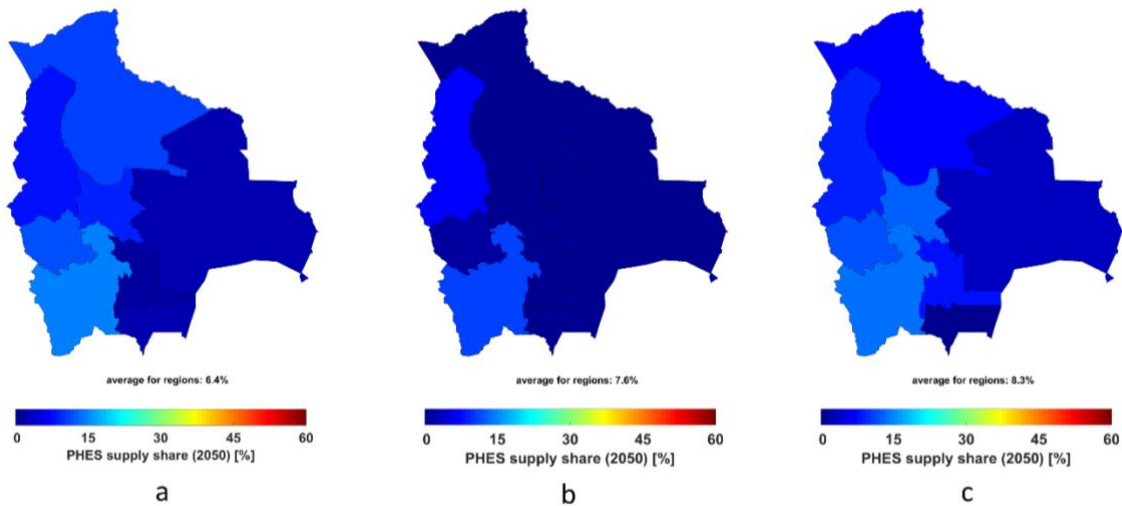 average for regions: 6.4%
average for regions: 7.6%
average for regions: 8.3%
0 15 30 45 60
0 15 30 45 60
0 15 30 45 60
PHES supply share (2050) [%]
PHES supply share (2050) [%]
PHES supply share (2050) [%]
a
b
c